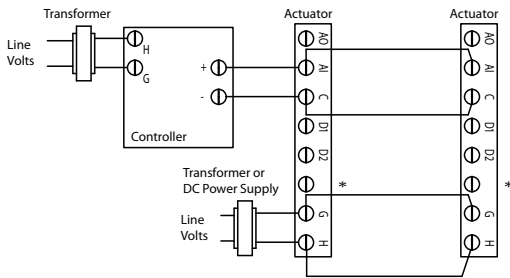 Transformer
Actuator
Actuator
Line
Volts
H
G
+
-
Controller
AO
AI
C
D1
D2
*
G
H
AO
AI
C
D1
D2
*
G
H
Transformer or
DC Power Supply
Line
Volts